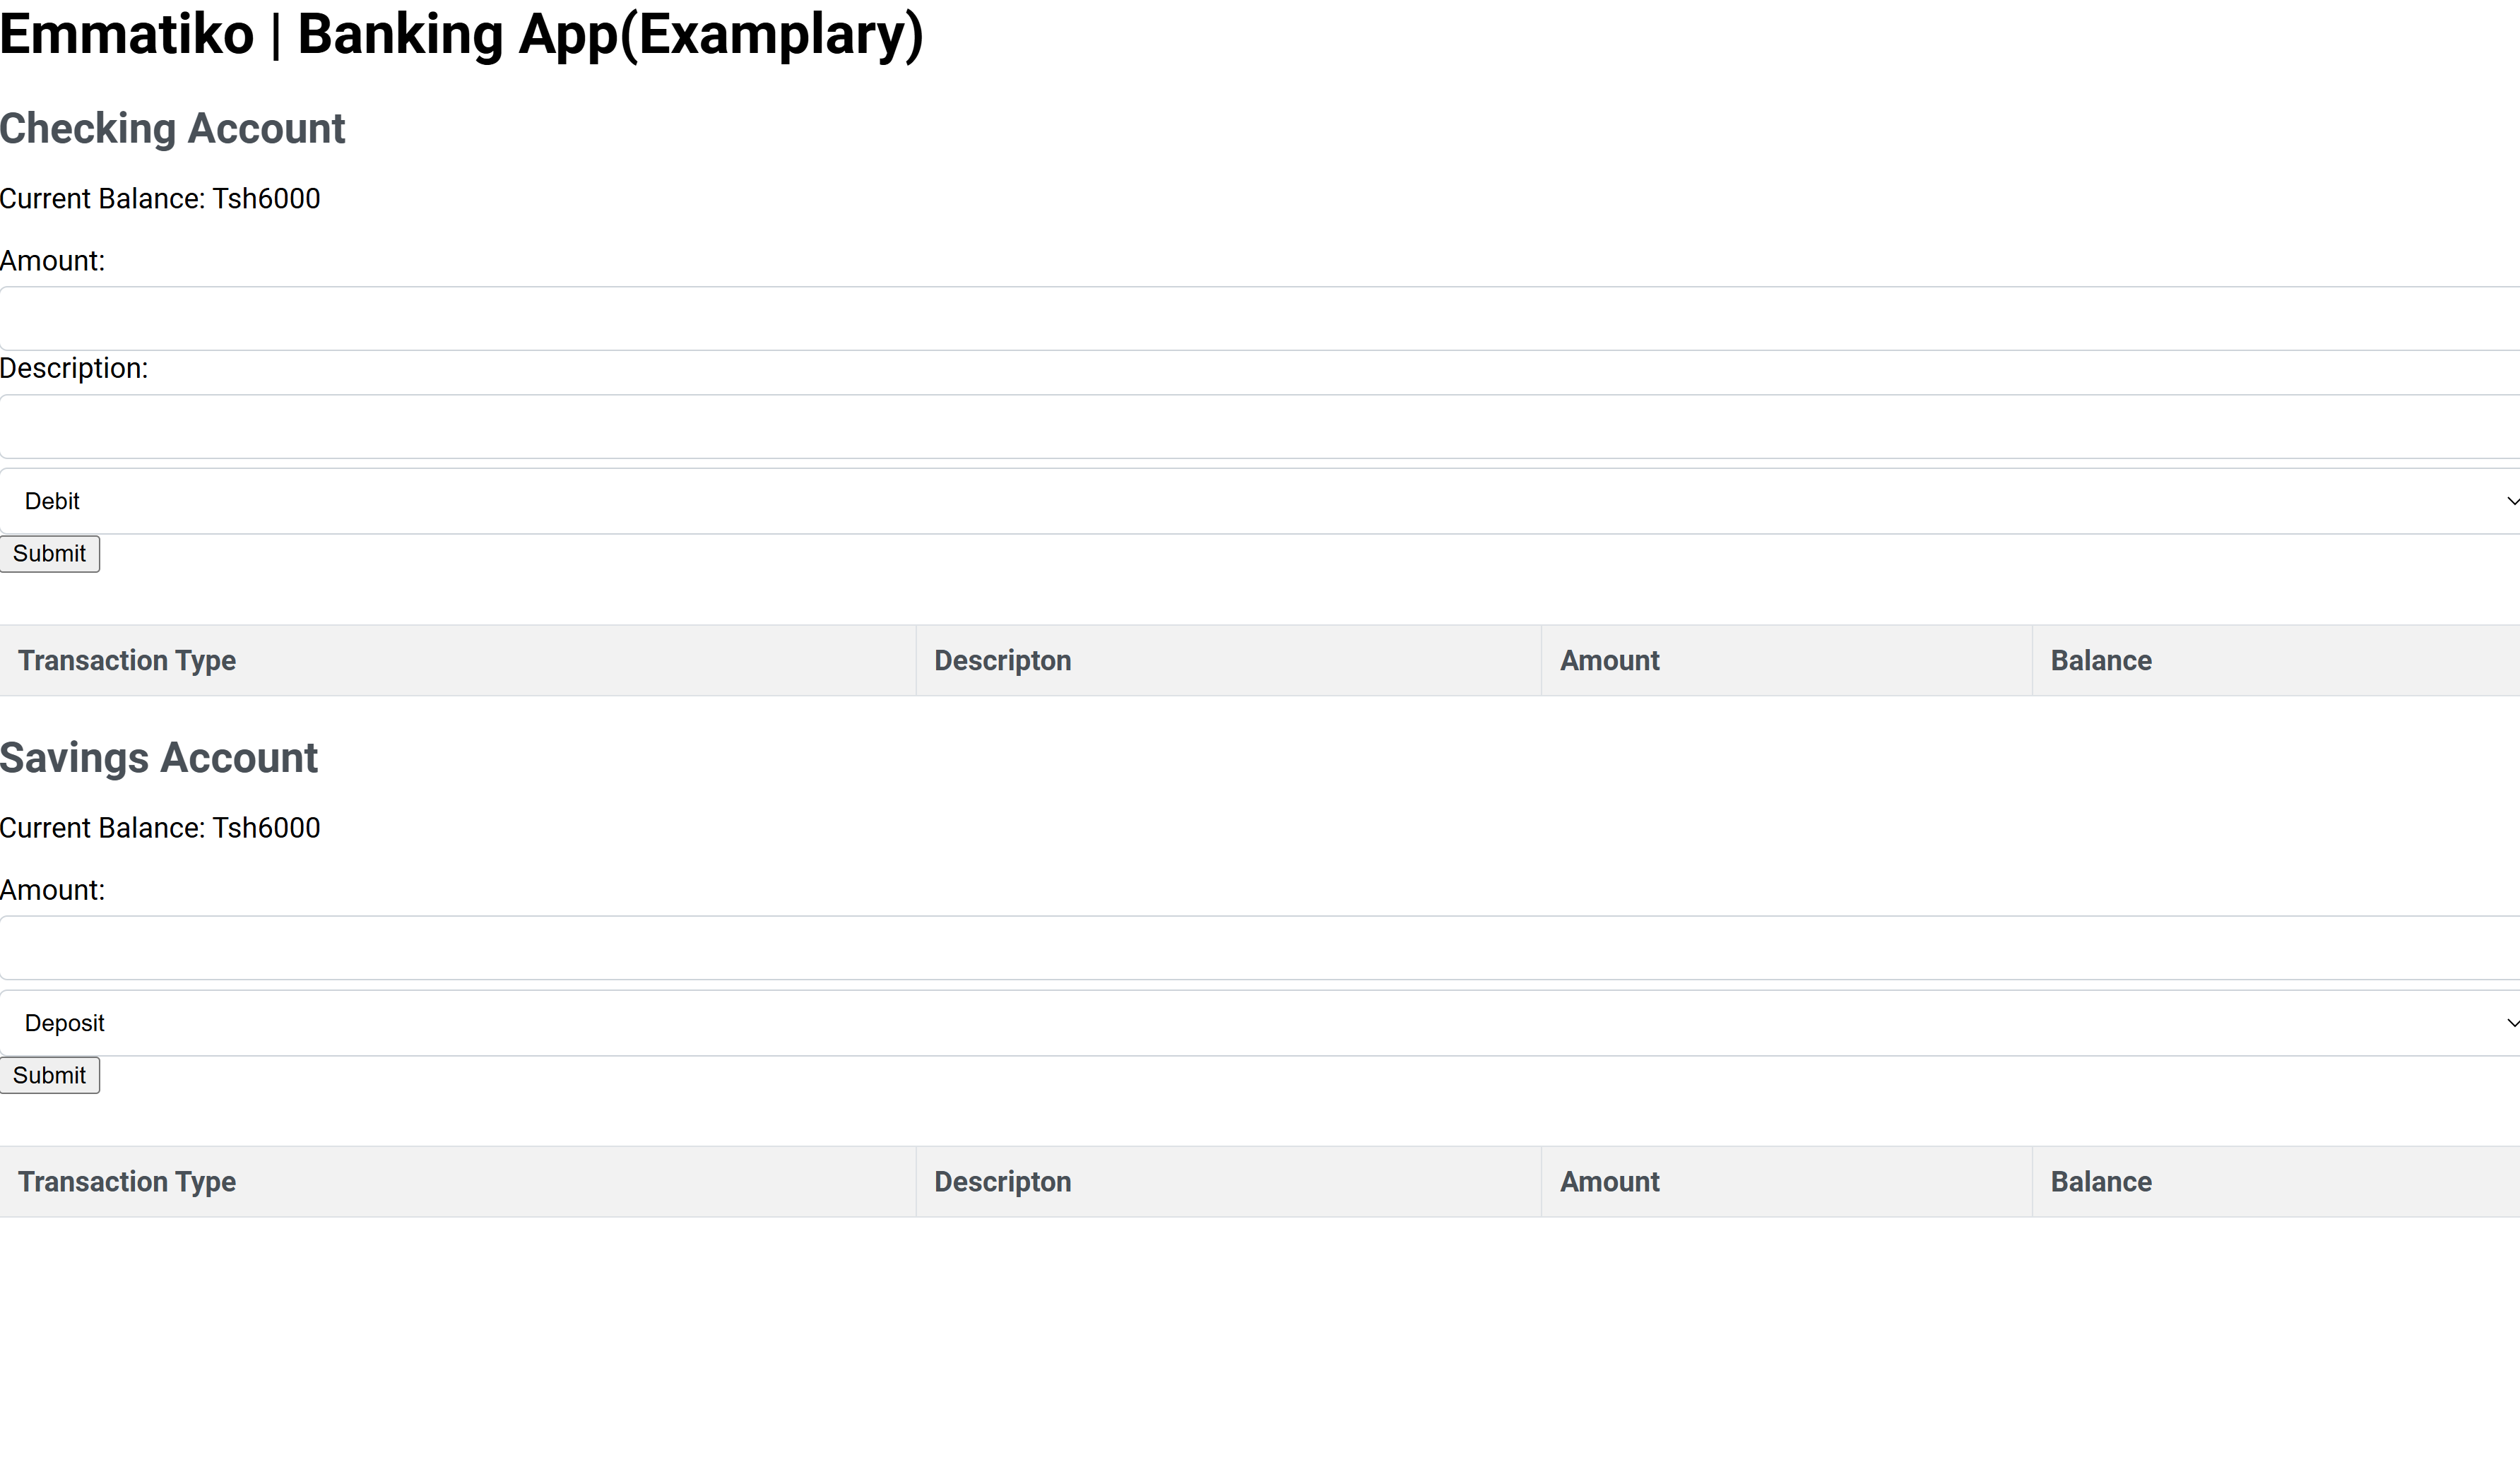 Emmatiko | Banking App(Examplary)
Checking Account
Current Balance: Tsh6000
Amount:
Description:
Debit
Submit
Transaction Type Descripton Amount Balance
Savings Account
Current Balance: Tsh6000
Amount:
Deposit
Submit
Transaction Type Descripton Amount Balance